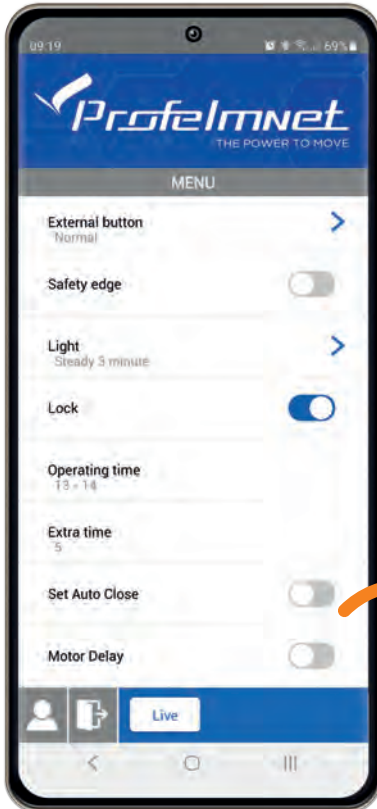 09:19
69%
Profelmnet
THE POWER TO MOVE
MENU
External button
Normal
Safety edge
Light
Steady 3 minute
Lock
Operating time
13 - 14
Extra time
5
Set Auto Close
Motor Delay
Live